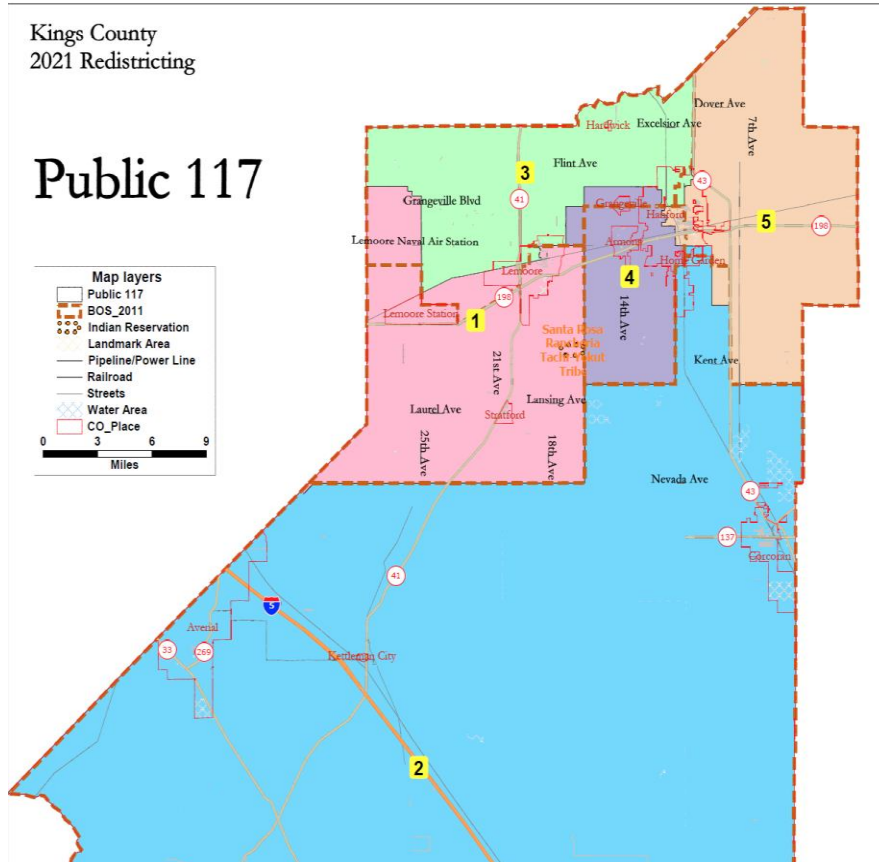 Kings County
2021 Redistricting
Public 117
Map layers
Public 117
BOS_2011
Indian Reservation
Landmark Area
Pipeline/Power Line
Railroad
Streets
Water Area
CO_Place
0 3 6 9
Miles
Dover Ave
Hardwick
Excelsior Ave
7th Ave
3
Flint Ave
43
41
Grangeville Blvd
Grangeville
Hanford
5
198
Lemoore Naval Air Station
Armona
Lemoore
Home Garden
4
198
Lemoore Station
1
14th Ave
Santa Rosa
Rancheria
Tachi-Yokut
Tribe
21st Ave
Kent Ave
Laurel Ave
Lansing Ave
Stratford
25th Ave
18th Ave
Nevada Ave
43
137
Corcoran
41
5
Avenal
33
269
Kettleman City
2